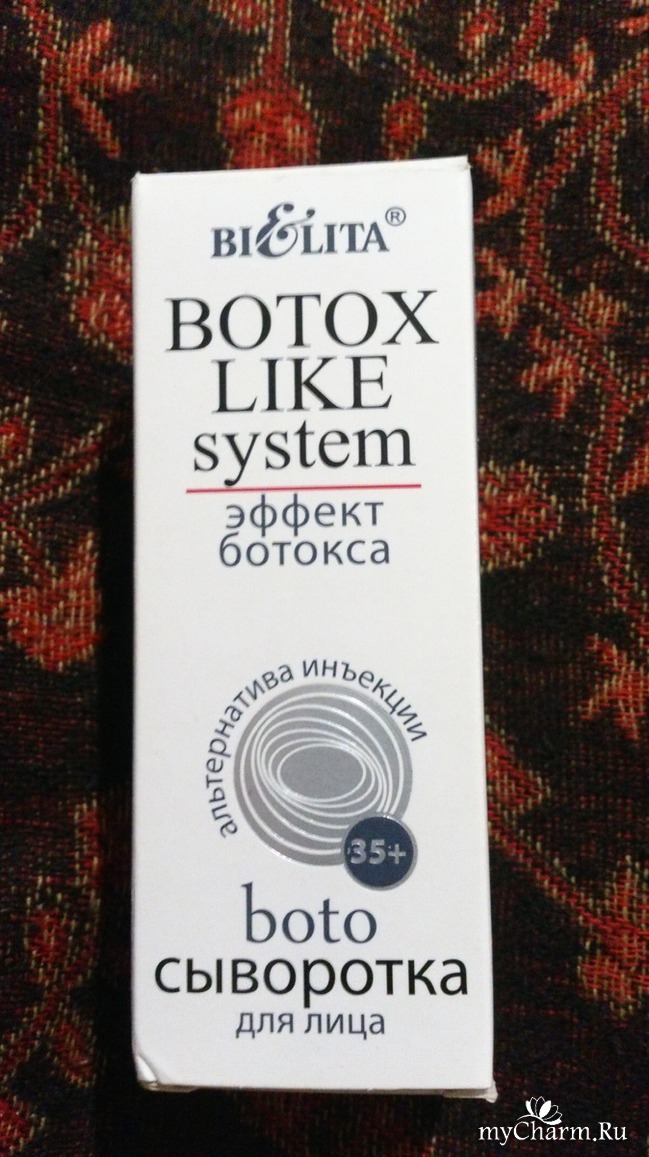 BIELITA®
BOTOX
LIKE
system
эффект
ботокса
альтернатива инъекции
35+
boto
сыворотка
для лица
myCharm.Ru